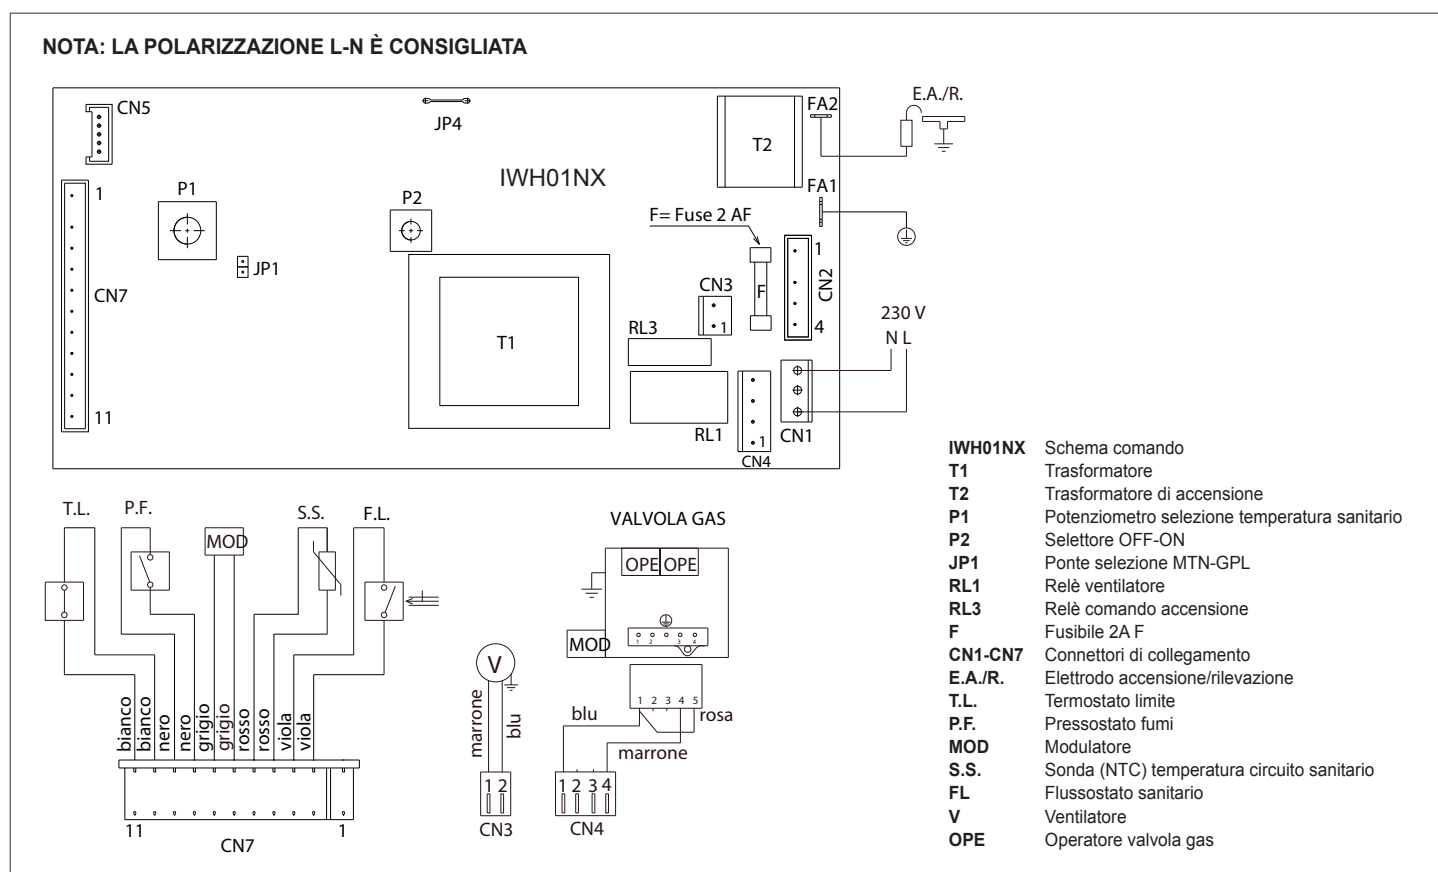 NOTA: LA POLARIZZAZIONE L-N È CONSIGLIATA
CN5
JP4
T2
FA2
E.A./R.
IWH01NX
FA1
1
P1
P2
F= Fuse 2 AF
JP1
CN7
CN3
1
F
1
CN2
4
230 V
N L
RL3
T1
11
RL1
1
CN4
CN1
T.L.
P.F.
MOD
S.S.
F.L.
bianco
bianco
nero
nero
grigio
grigio
rosso
rosso
viola
viola
11
1
CN7
V
marrone
blu
1 2
CN3
VALVOLA GAS
OPE OPE
MOD
1 2 3 4
1 2 3 4 5
blu
rosa
marrone
1 2 3 4
CN4
IWH01NX Schema comando
T1 Trasformatore
T2 Trasformatore di accensione
P1 Potenziometro selezione temperatura sanitario
P2 Selettore OFF-ON
JP1 Ponte selezione MTN-GPL
RL1 Relè ventilatore
RL3 Relè comando accensione
F Fusibile 2A F
CN1-CN7 Connettori di collegamento
E.A./R. Elettrodo accensione/rilevazione
T.L. Termostato limite
P.F. Pressostato fumi
MOD Modulatore
S.S. Sonda (NTC) temperatura circuito sanitario
FL Flussostato sanitario
V Ventilatore
OPE Operatore valvola gas